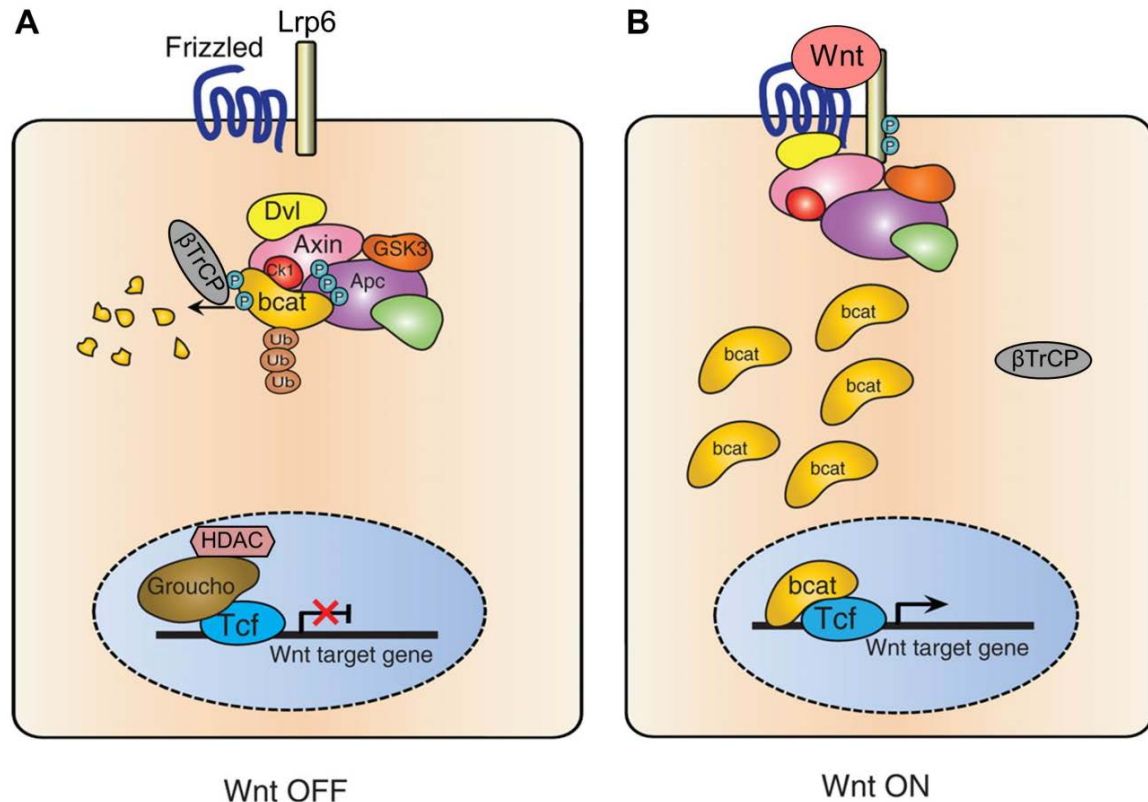 A
Frizzled
Lrp6
Dvl
Axin
GSK3
βTrCP
Ck1
P
P
P
Apc
P
P
bcat
Ub
Ub
Ub
HDAC
Groucho
Tcf
Wnt target gene
Wnt OFF
B
Wnt
P
P
bcat
bcat
bcat
βTrCP
bcat
bcat
bcat
Tcf
Wnt target gene
Wnt ON